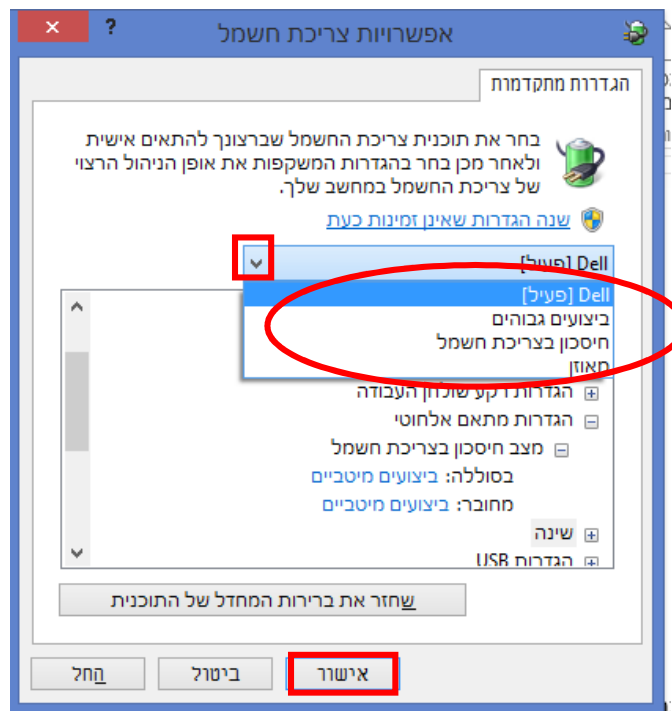 אפשרויות צריכת חשמל
?
הגדרות מתקדמות
בחר את תוכנית צריכת החשמל שברצונך להתאים אישית
ולאחר מכן בחר בהגדרות המשקפות את אופן הניהול הרצוי
של צריכת החשמל במחשב שלך.
שנה הגדרות שאינן זמינות כעת
Dell [פעיל]
Dell [פעיל]
ביצועים גבוהים
חיסכון בצריכת חשמל
מאוזן
הגדרות רקע שולחן העבודה
הגדרות מתאם אלחוטי
מצב חיסכון בצריכת חשמל
בסוללה: ביצועים מיטביים
מחובר: ביצועים מיטביים
שינה
הגדרות USB
שחזר את ברירות המחדל של התוכנית
אישור
ביטול
החל